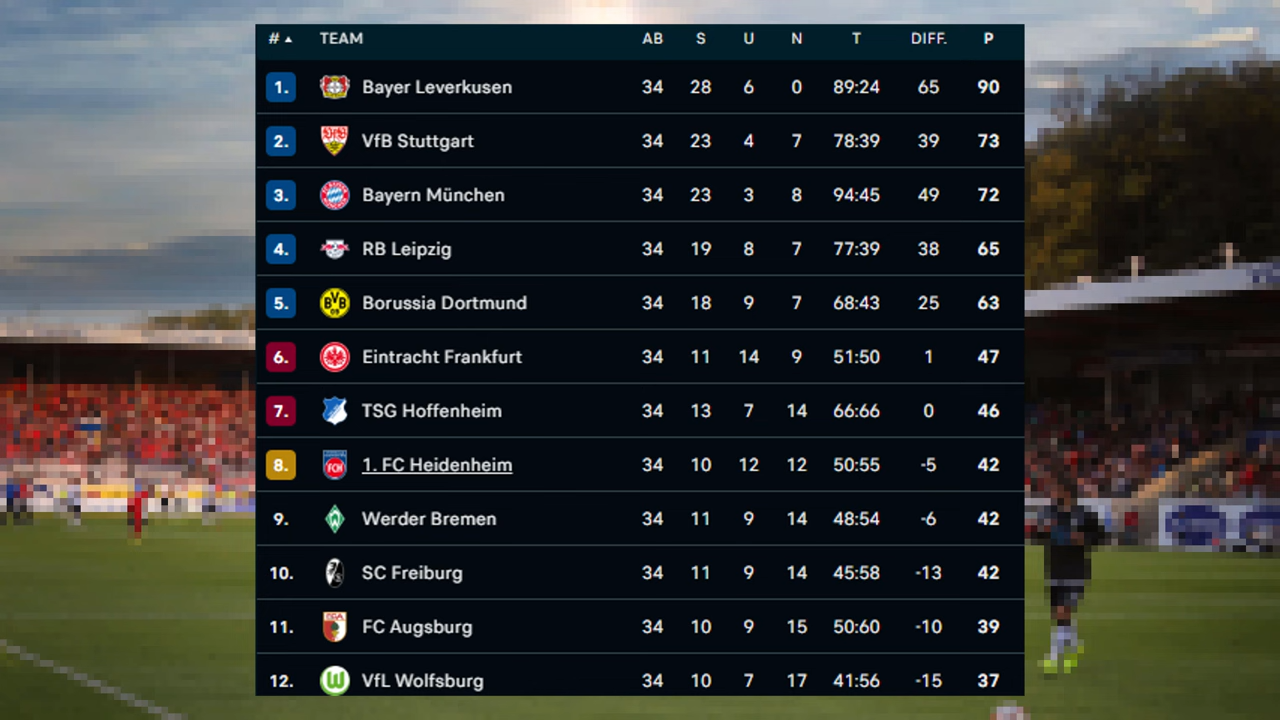 # ▲ TEAM AB S U N T DIFF. P
1. Bayer Leverkusen 34 28 6 0 89:24 65 90
2. VfB Stuttgart 34 23 4 7 78:39 39 73
3. Bayern München 34 23 3 8 94:45 49 72
4. RB Leipzig 34 19 8 7 77:39 38 65
5. BVB 09 Borussia Dortmund 34 18 9 7 68:43 25 63
6. Eintracht Frankfurt 34 11 14 9 51:50 1 47
7. TSG Hoffenheim 34 13 7 14 66:66 0 46
8. FCH 1. FC Heidenheim 34 10 12 12 50:55 -5 42
9. W Werder Bremen 34 11 9 14 48:54 -6 42
10. SC Freiburg 34 11 9 14 45:58 -13 42
11. FCA FC Augsburg 34 10 9 15 50:60 -10 39
12. W VfL Wolfsburg 34 10 7 17 41:56 -15 37